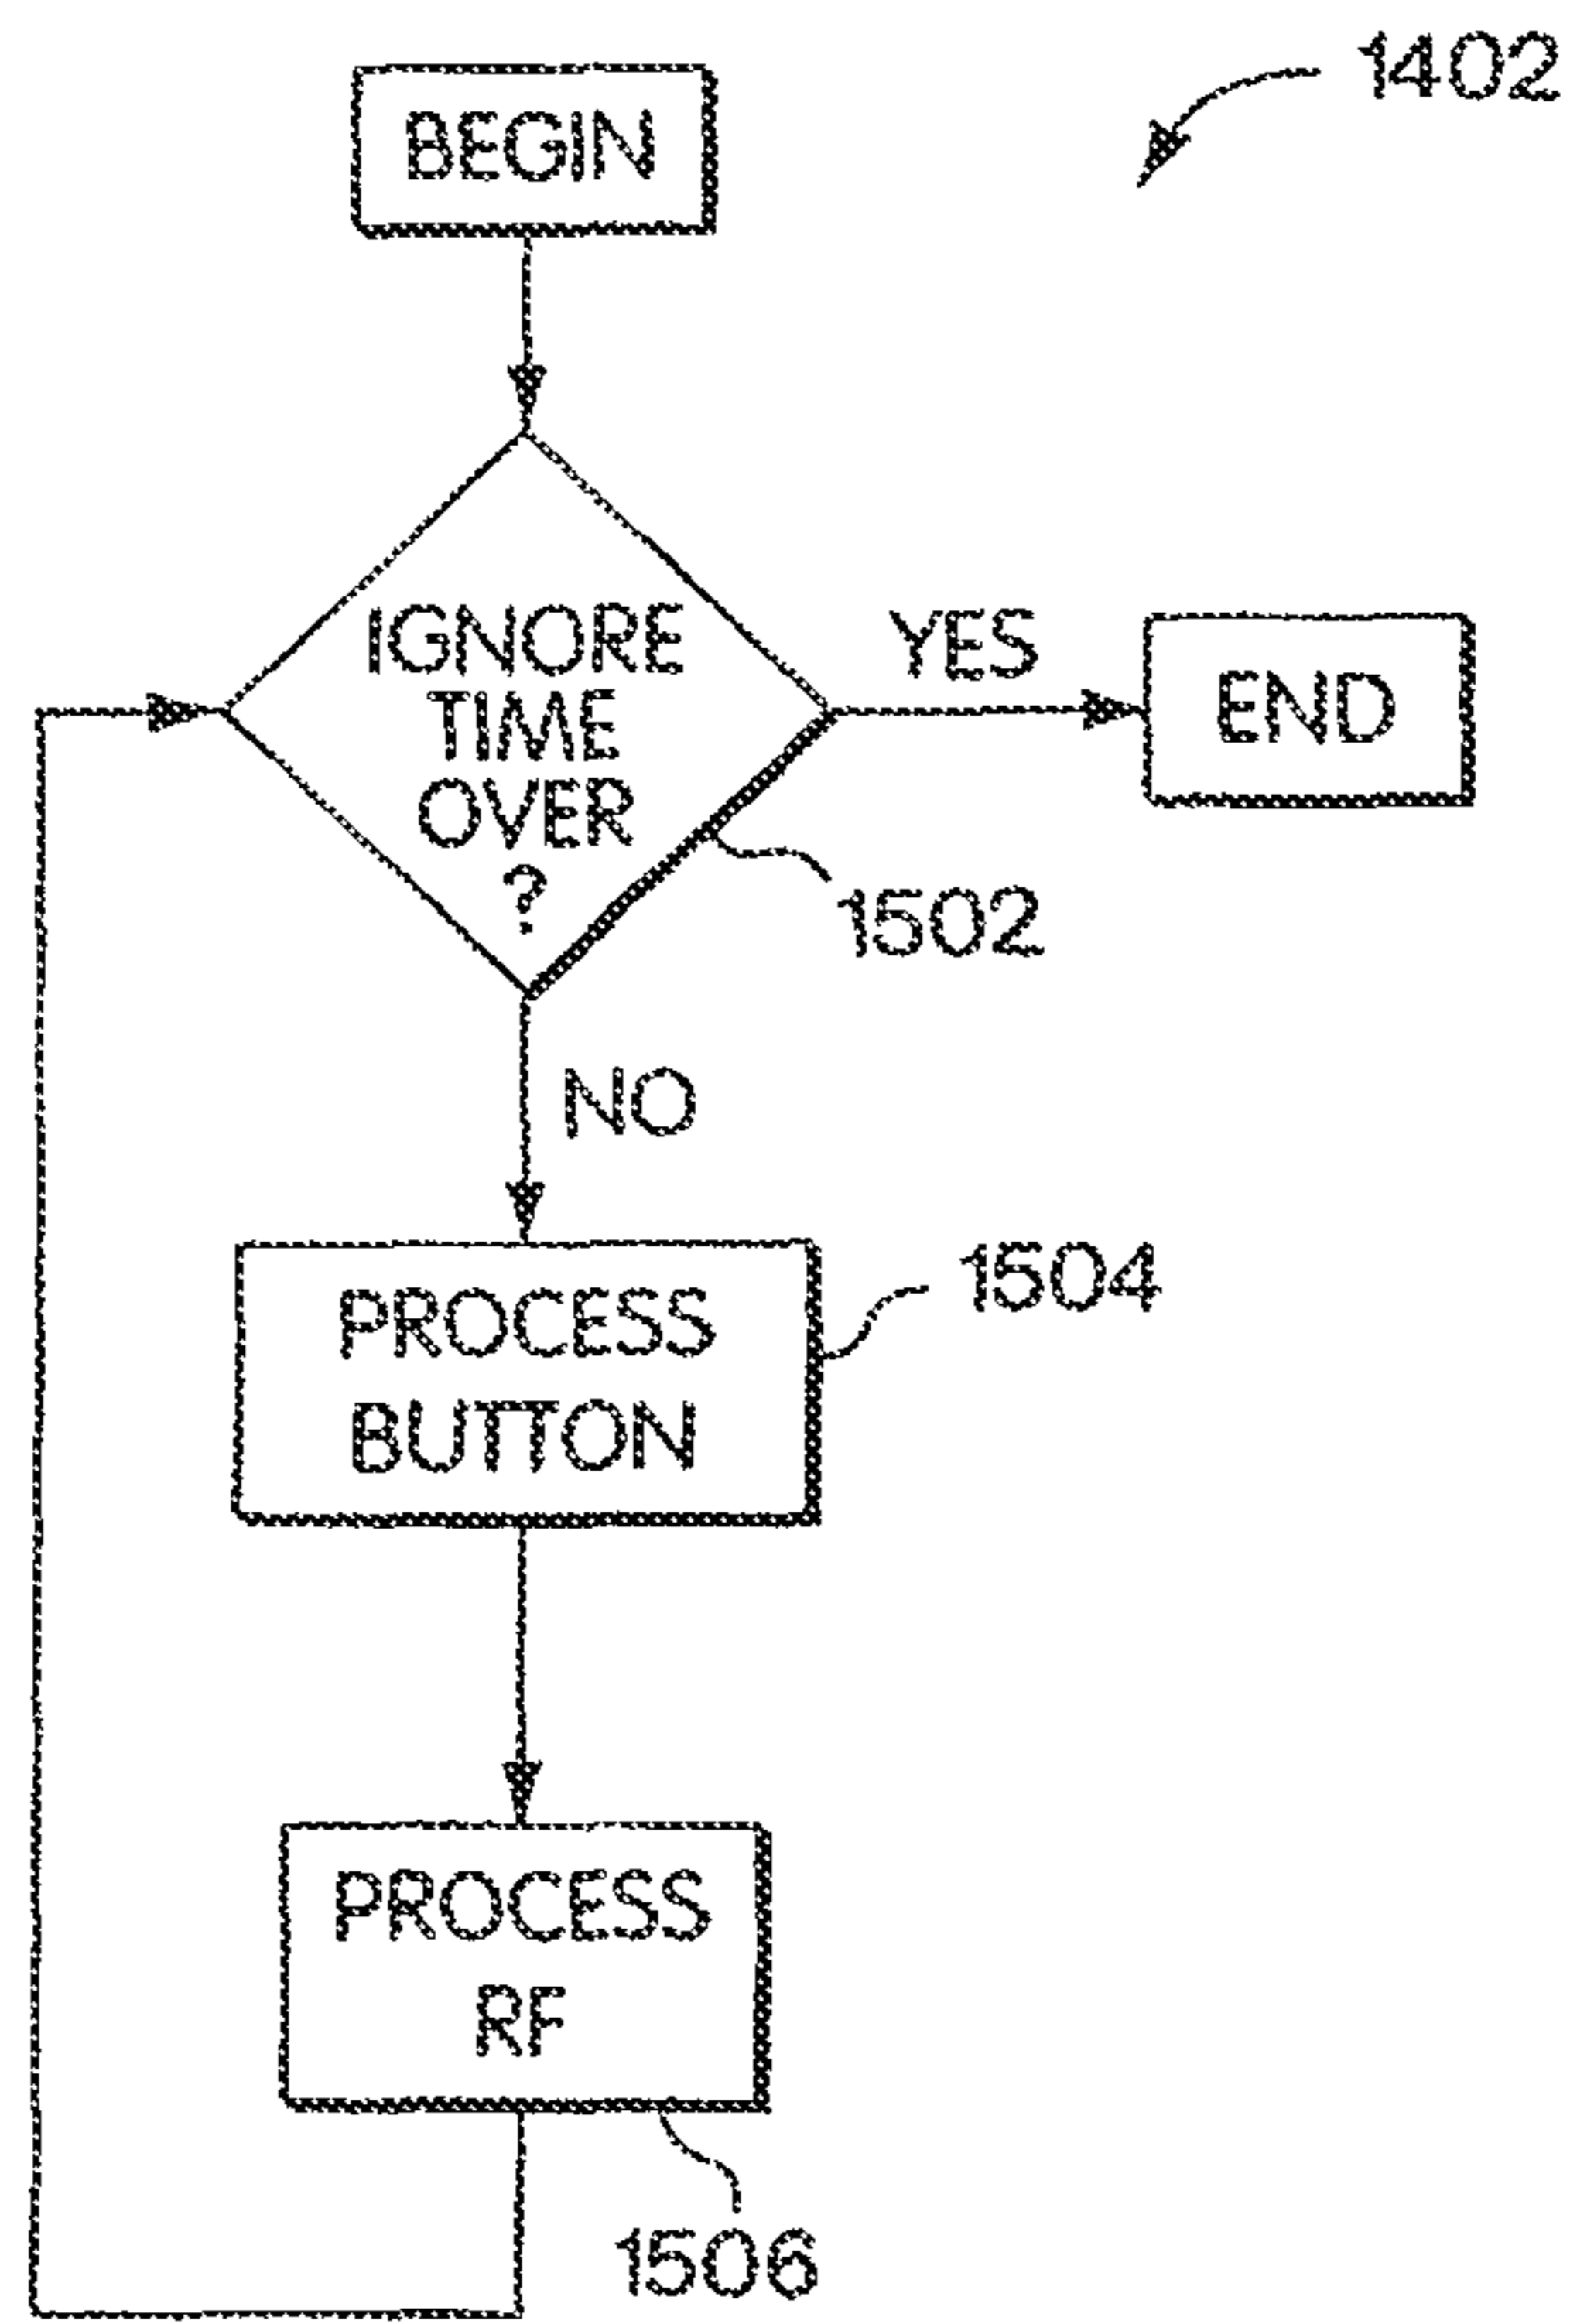 1402
BEGIN
IGNORE
TIME
OVER
?
YES
END
1502
NO
1504
PROCESS
BUTTON
PROCESS
RF
1506